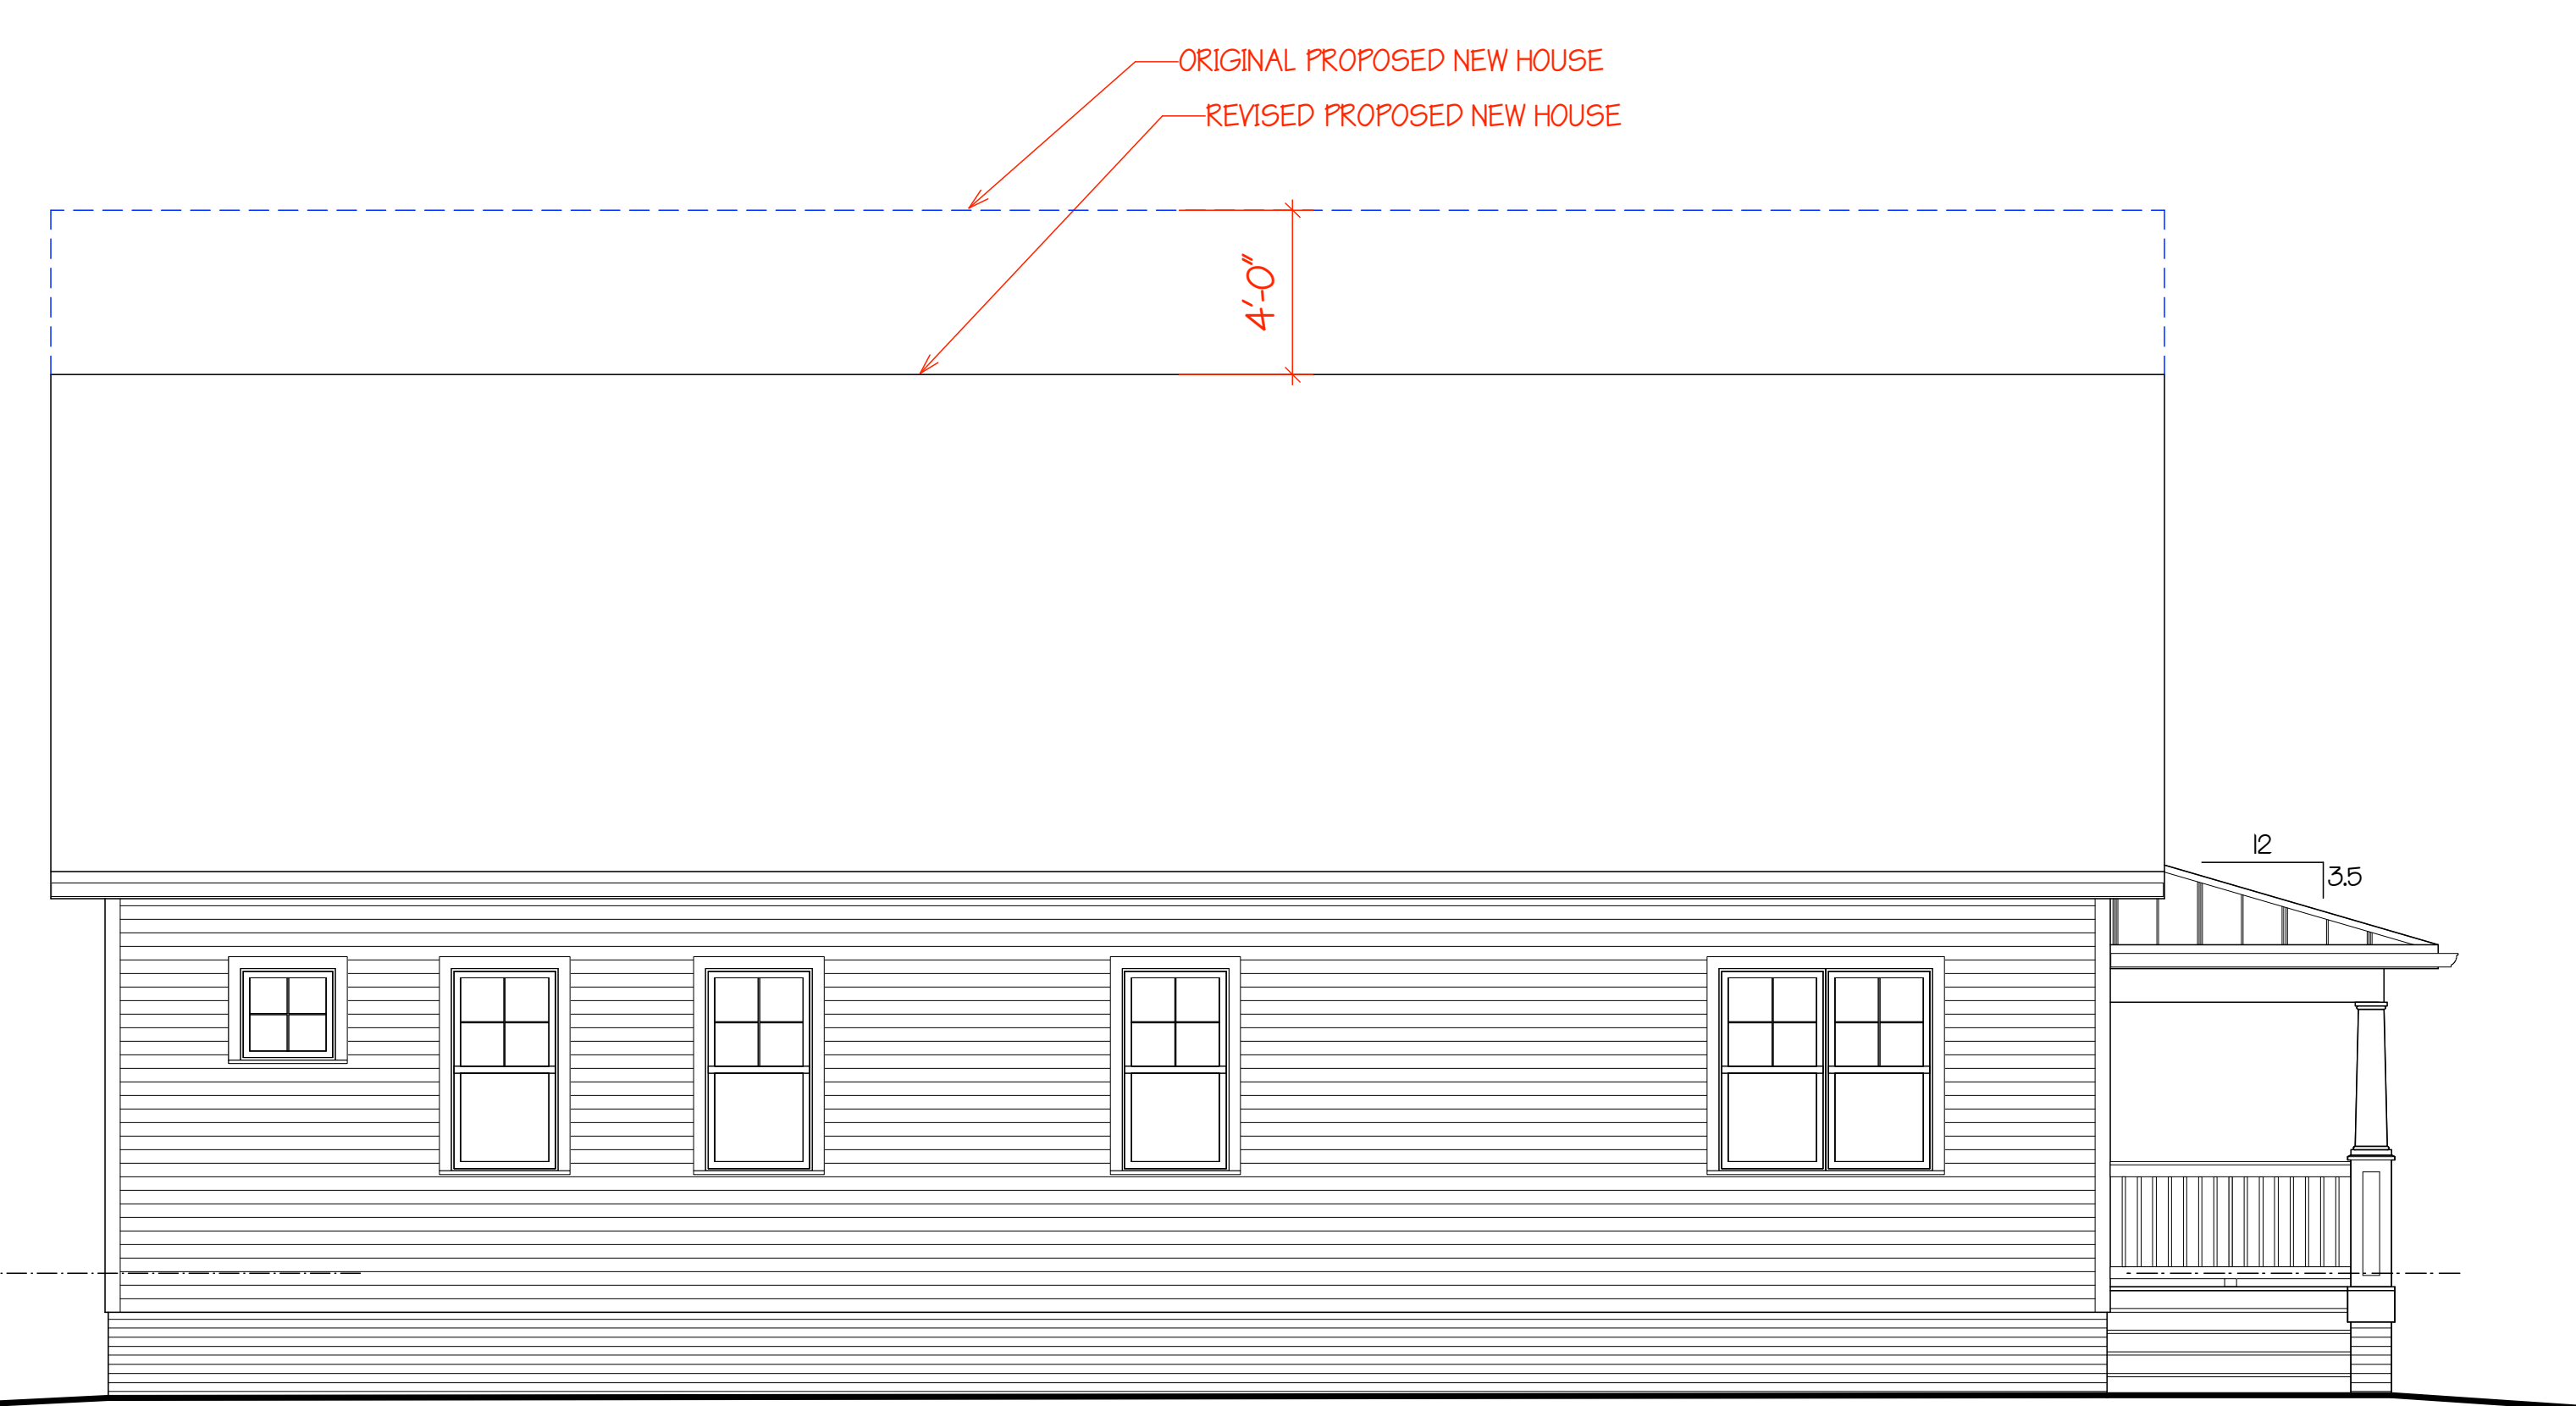 ORIGINAL PROPOSED NEW HOUSE
REVISED PROPOSED NEW HOUSE
4'-0"
12
3.5